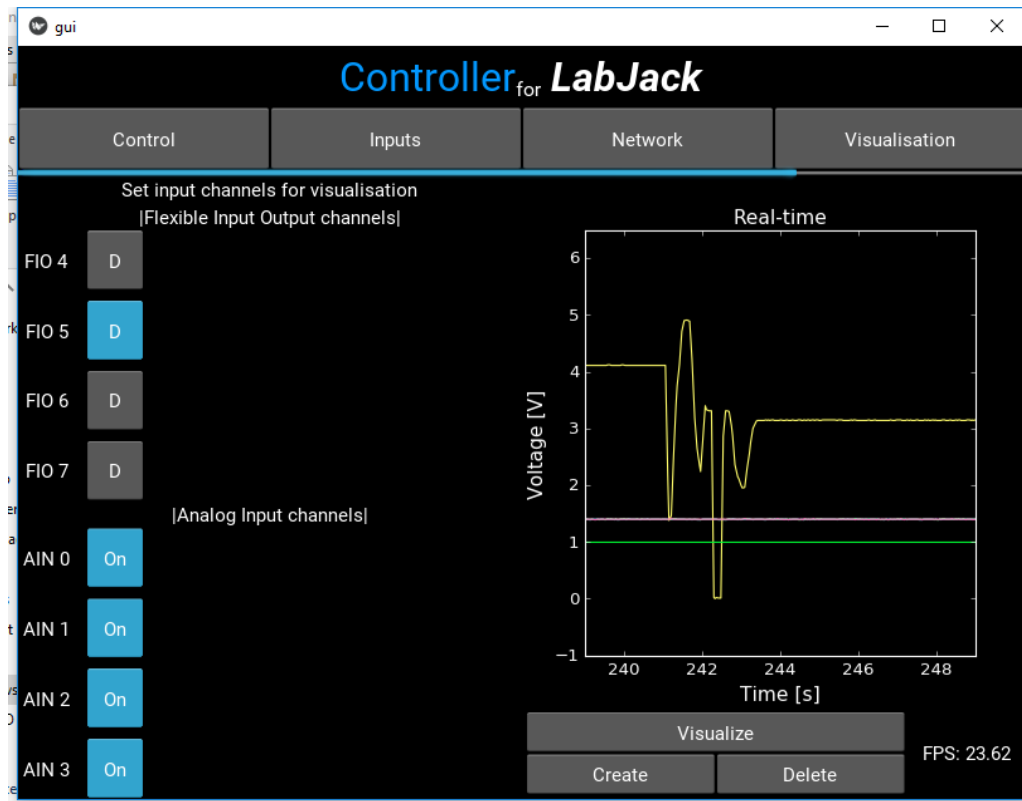 gui
Controller for LabJack
Control Inputs Network Visualisation
Set input channels for visualisation
|Flexible Input Output channels|
FIO 4 D
FIO 5 D
FIO 6 D
FIO 7 D
|Analog Input channels|
AIN 0 On
AIN 1 On
AIN 2 On
AIN 3 On
Real-time
Voltage [V]
6
5
4
3
2
1
0
−1
240 242 244 246 248
Time [s]
Visualize
Create Delete
FPS: 23.62